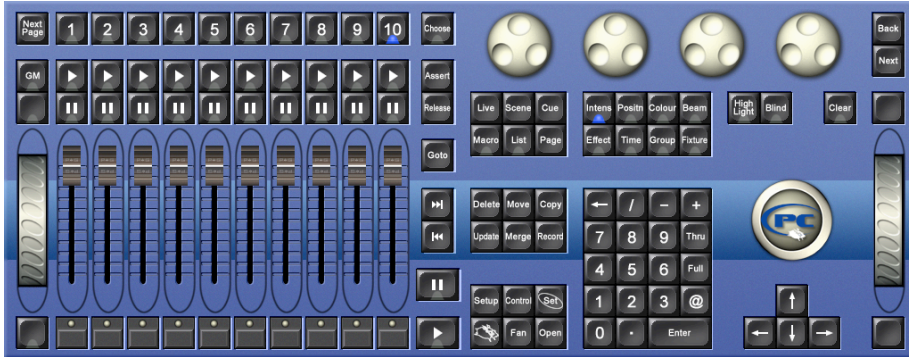 Next Page 1 2 3 4 5 6 7 8 9 10 Choose Back
Next
GM Assert
Release
Live Scene Cue Intens Positn Colour Beam High Light Blind Clear
Macro List Page Effect Time Group Fixture
Goto
Delete Move Copy ← / - +
Update Merge Record 7 8 9 Thru
PC
4 5 6 Full
Setup Control Set 1 2 3 @
Fan Open 0 . Enter